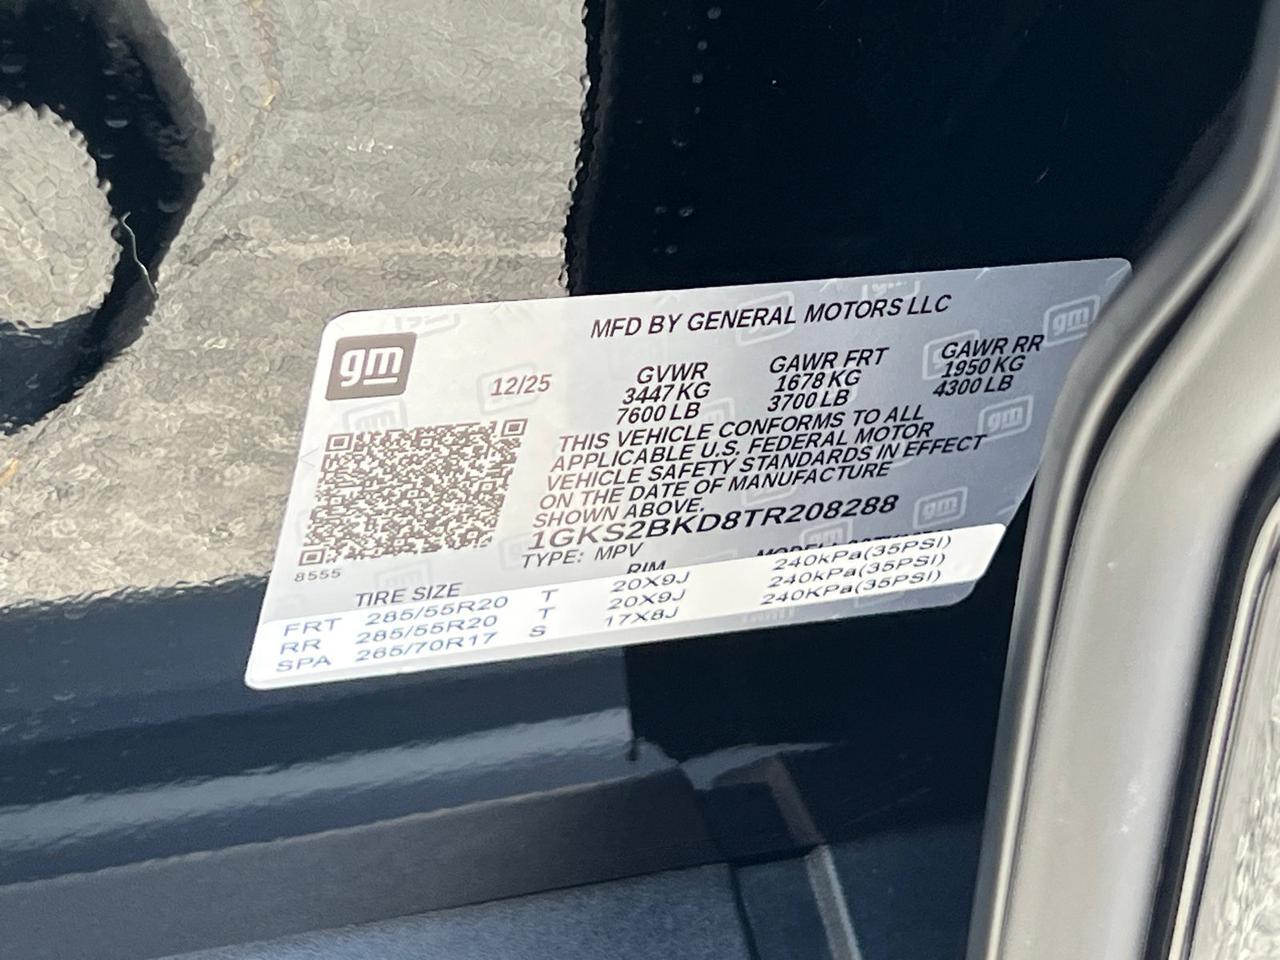 MFD BY GENERAL MOTORS LLC
gm
12/25
GVWR
3447 KG
7600 LB
GAWR FRT
1678 KG
3700 LB
GAWR RR
1950 KG
4300 LB
THIS VEHICLE CONFORMS TO ALL
APPLICABLE U.S. FEDERAL MOTOR
VEHICLE SAFETY STANDARDS IN EFFECT
ON THE DATE OF MANUFACTURE
SHOWN ABOVE.
1GKS2BKD8TR208288
TYPE: MPV
8555
TIRE SIZE RIM
FRT 285/55R20 T 20X9J 240kPa(35PSI)
RR 285/55R20 T 20X9J 240kPa(35PSI)
SPA 265/70R17 S 17X8J 240kPa(35PSI)